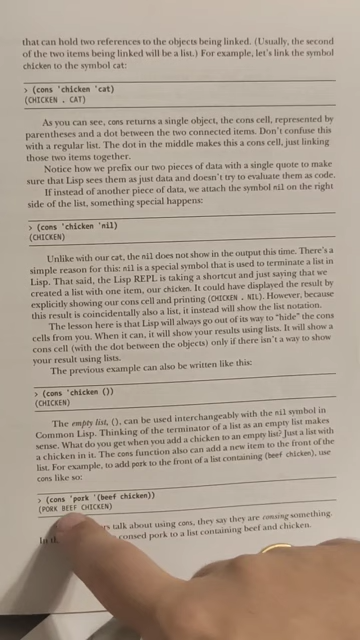 that can hold two references to the objects being linked. (Usually, the second
of the two items being linked will be a list.) For example, let's link the symbol
chicken to the symbol cat:
> (cons 'chicken 'cat)
(CHICKEN . CAT)
As you can see, cons returns a single object, the cons cell, represented by
parentheses and a dot between the two connected items. Don't confuse this
with a regular list. The dot in the middle makes this a cons cell, just linking
those two items together.
Notice how we prefix our two pieces of data with a single quote to make
sure that Lisp sees them as just data and doesn't try to evaluate them as code.
If instead of another piece of data, we attach the symbol nil on the right
side of the list, something special happens:
> (cons 'chicken 'nil)
(CHICKEN)
Unlike with our cat, the nil does not show in the output this time. There's a
simple reason for this: nil is a special symbol that is used to terminate a list in
Lisp. That said, the Lisp REPL is taking a shortcut and just saying that we
created a list with one item, our chicken. It could have displayed the result by
explicitly showing our cons cell and printing (CHICKEN . NIL). However, because
this result is coincidentally also a list, it instead will show the list notation.
The lesson here is that Lisp will always go out of its way to "hide" the cons
cells from you. When it can, it will show your results using lists. It will show a
cons cell (with the dot between the objects) only if there isn't a way to show
your result using lists.
The previous example can also be written like this:
> (cons 'chicken ())
(CHICKEN)
The empty list, (), can be used interchangeably with the nil symbol in
Common Lisp. Thinking of the terminator of a list as an empty list makes
sense. What do you get when you add a chicken to an empty list? Just a list with
a chicken in it. The cons function also can add a new item to the front of the
list. For example, to add pork to the front of a list containing (beef chicken), use
cons like so:
> (cons 'pork '(beef chicken))
(PORK BEEF CHICKEN)
talk about using cons, they say they are consing something.
In consed pork to a list containing beef and chicken.